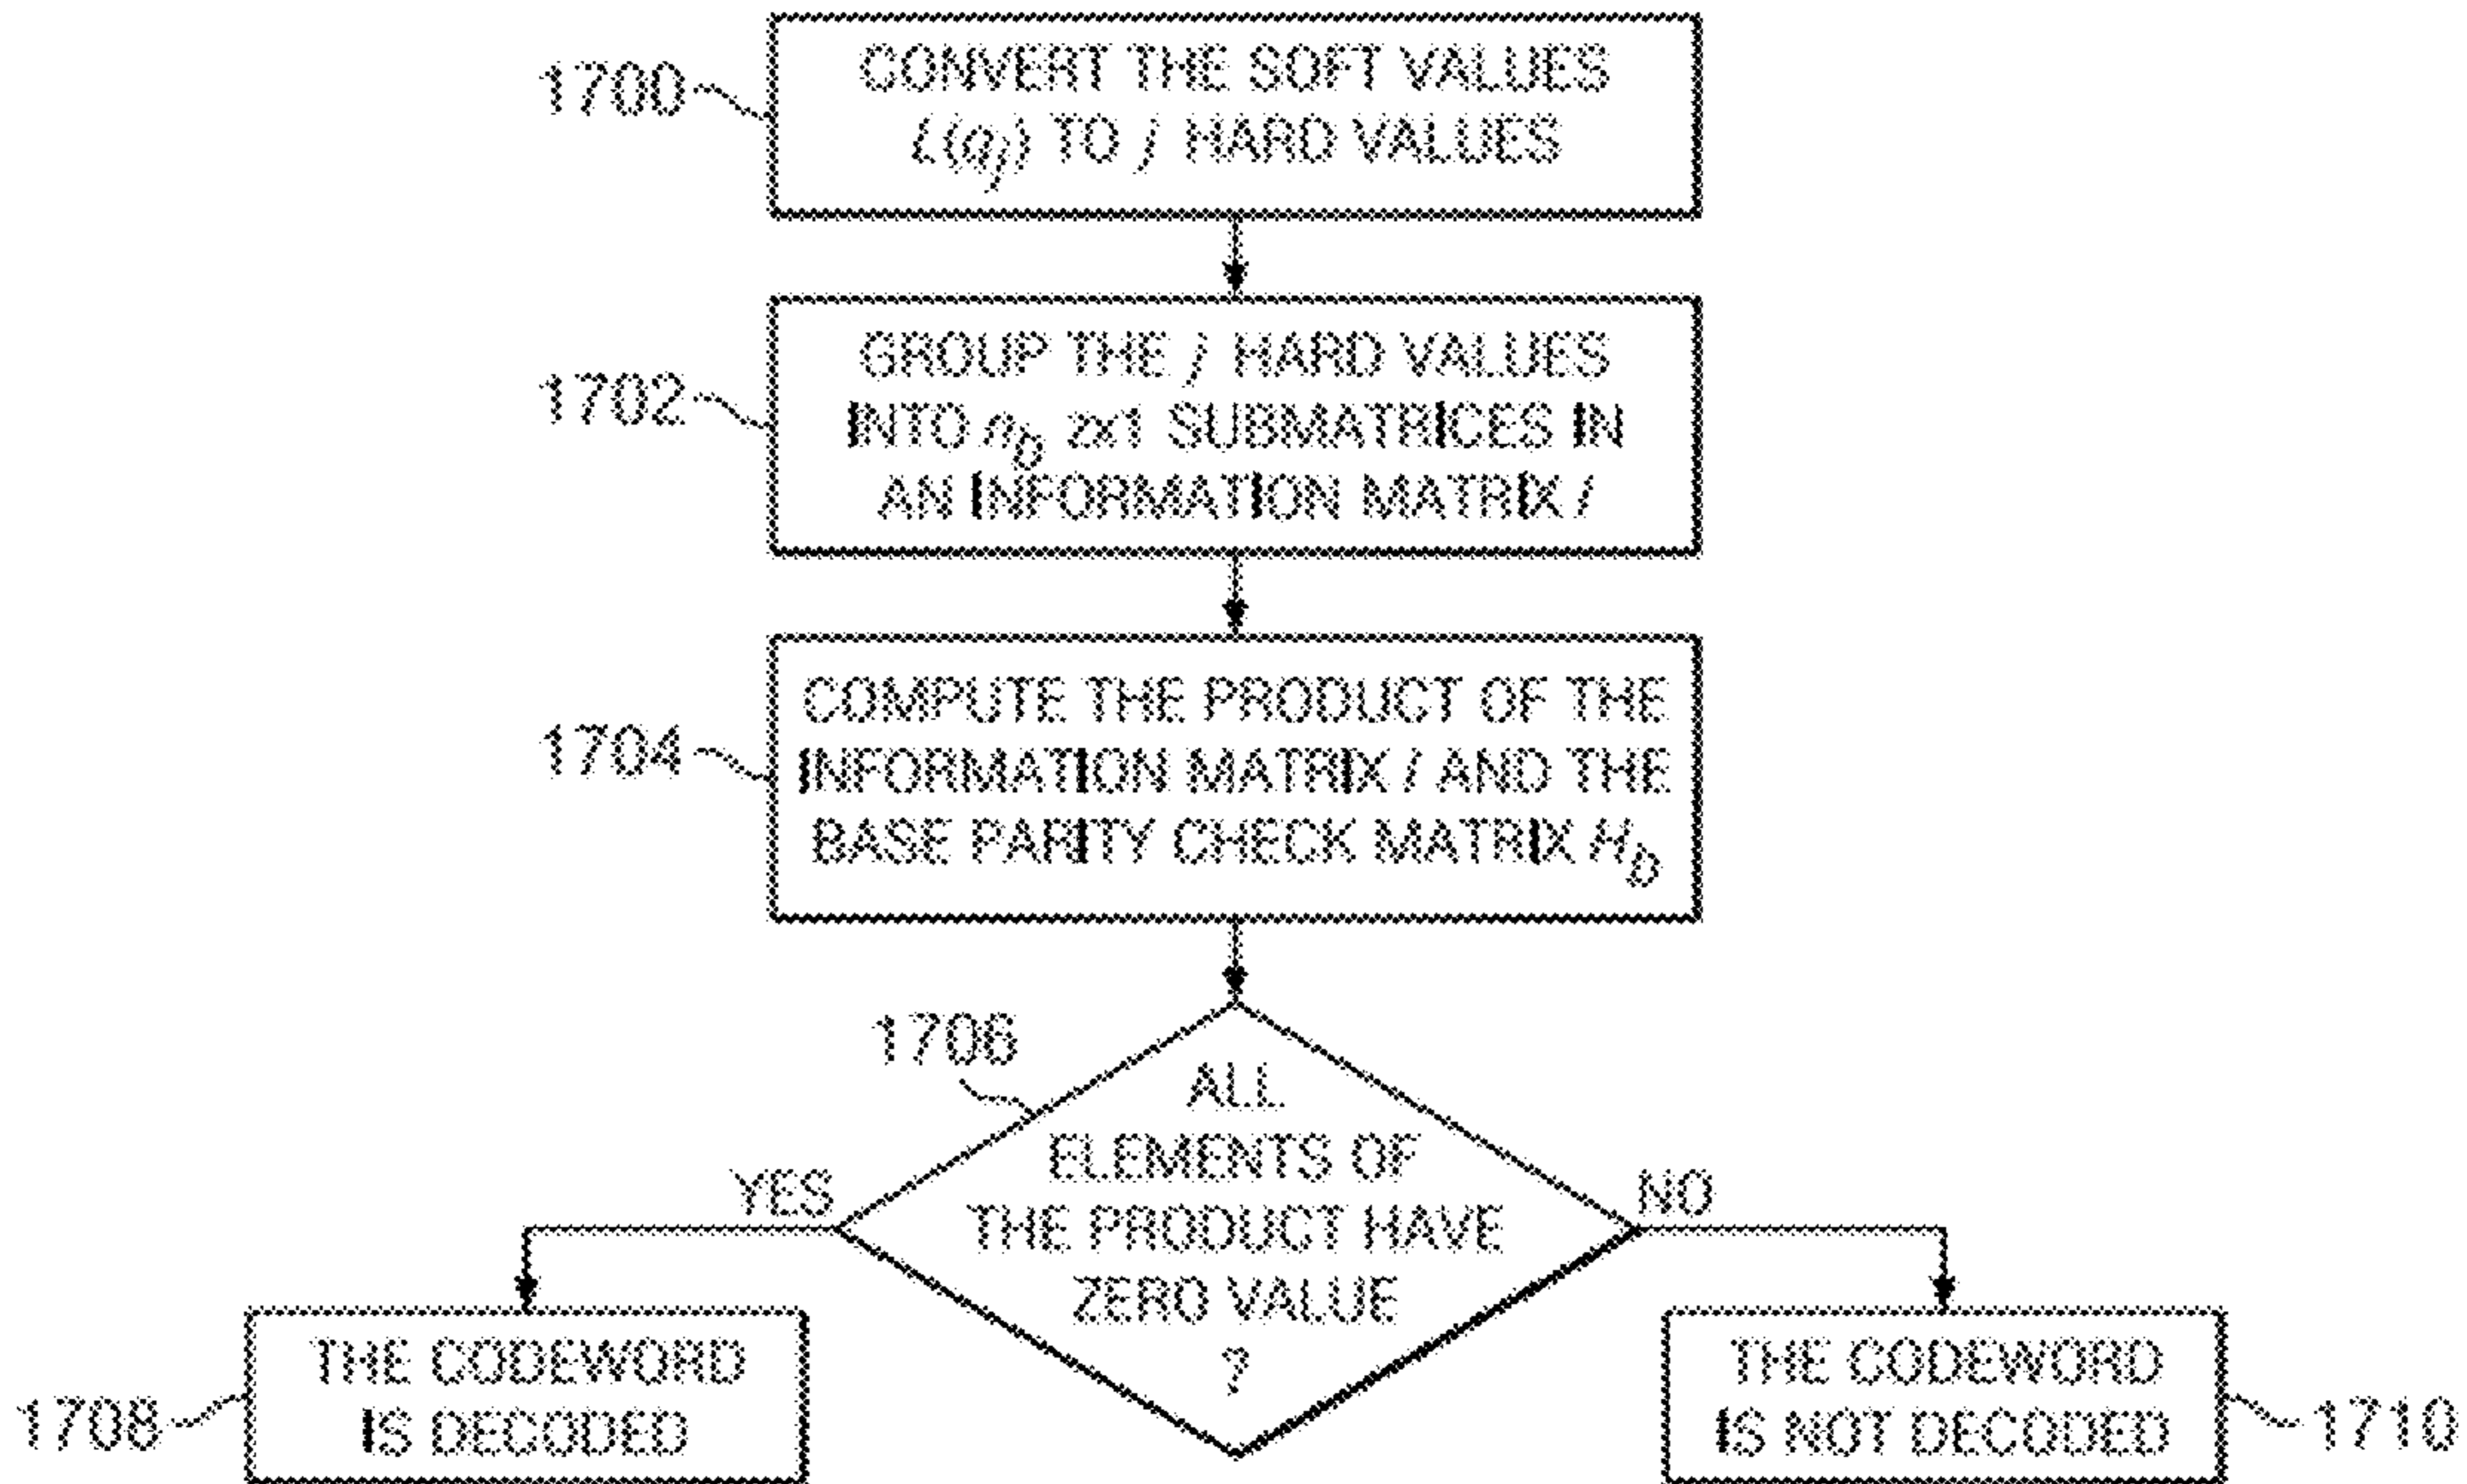 1700
CONVERT THE SOFT VALUES
L(qj) TO j HARD VALUES
1702
GROUP THE j HARD VALUES
INTO nb zx1 SUBMATRICES IN
AN INFORMATION MATRIX I
1704
COMPUTE THE PRODUCT OF THE
INFORMATION MATRIX I AND THE
BASE PARITY CHECK MATRIX Hb
1706
ALL
ELEMENTS OF
THE PRODUCT HAVE
ZERO VALUE
?
YES
NO
1708
THE CODEWORD
IS DECODED
THE CODEWORD
IS NOT DECODED
1710